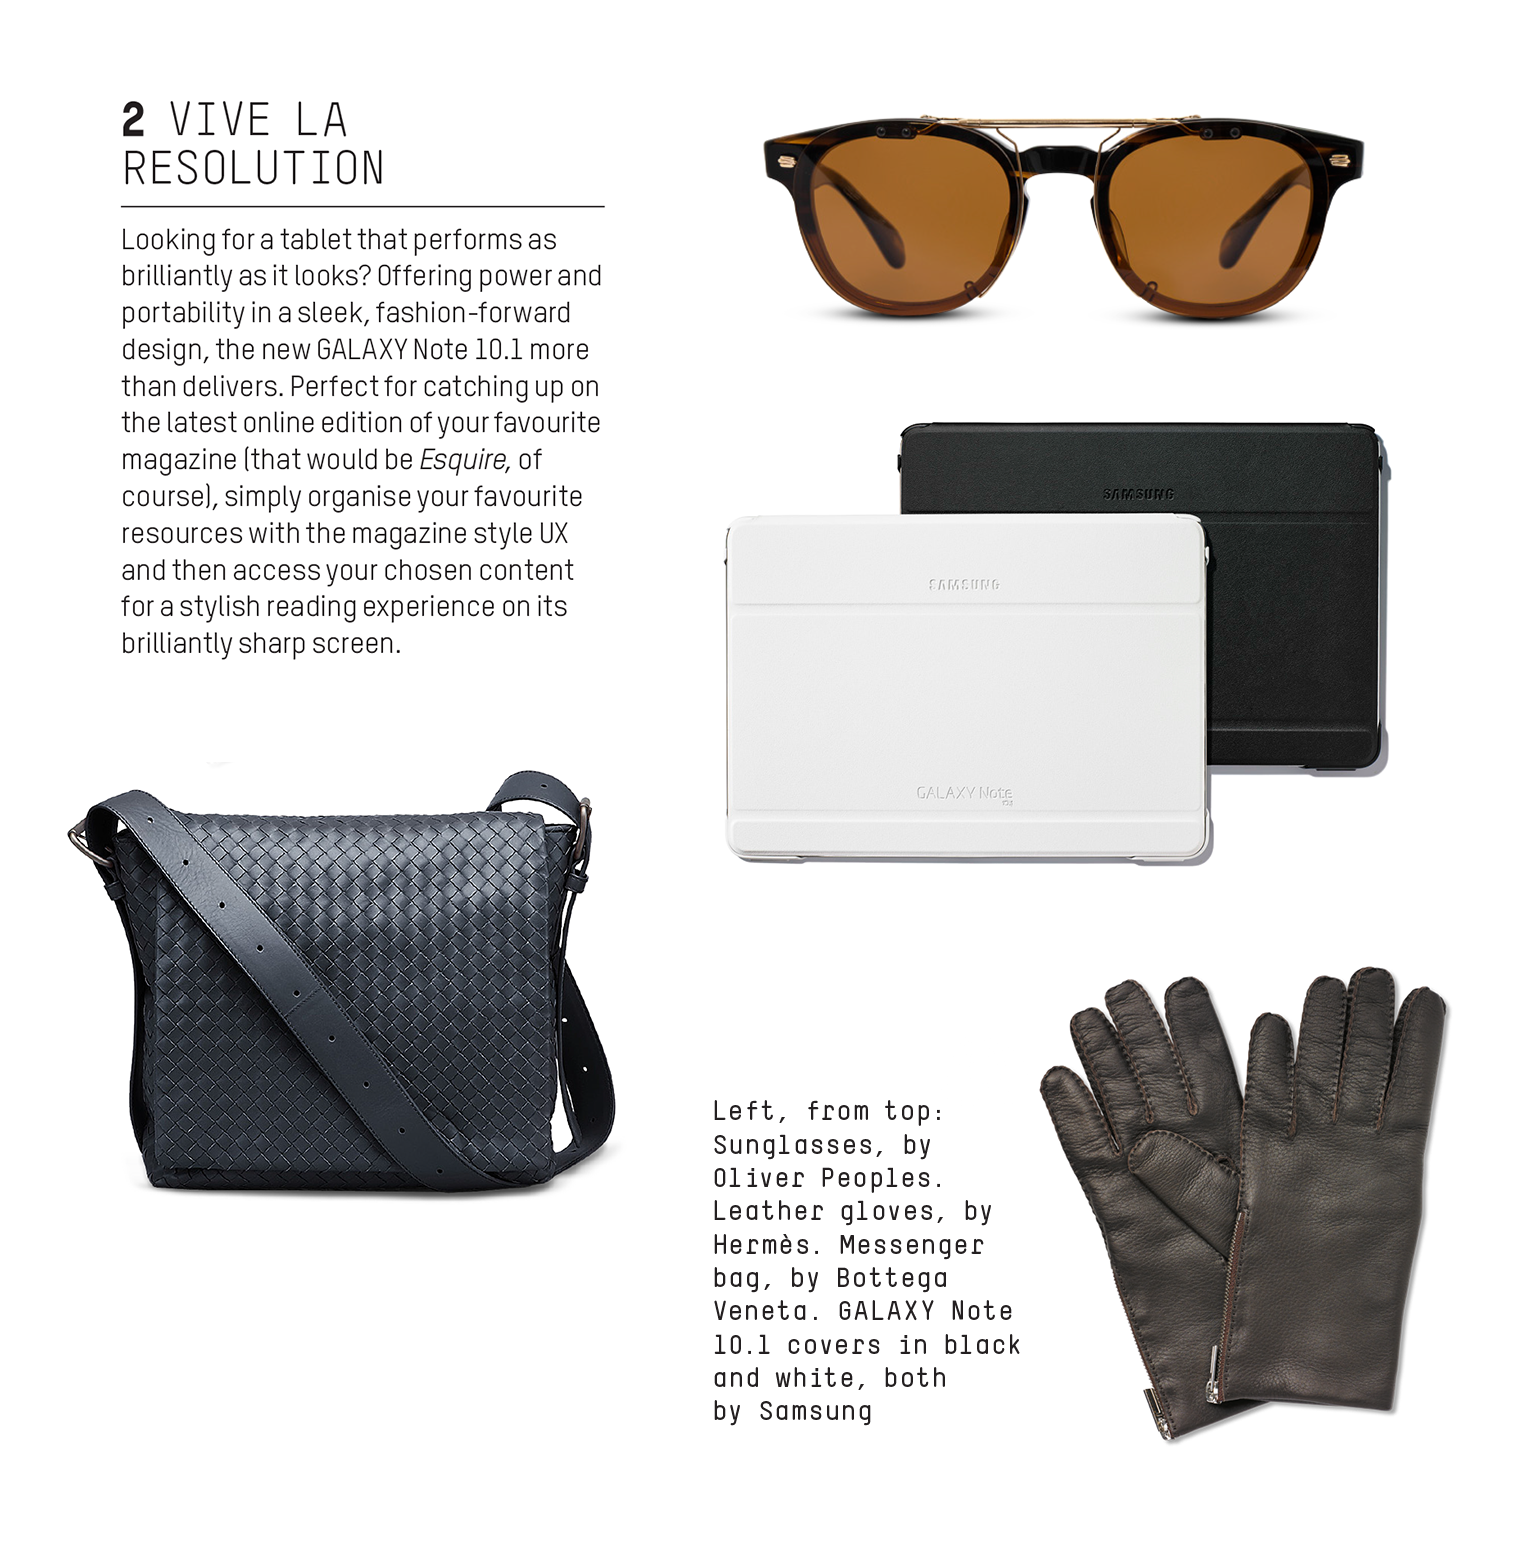 2 VIVE LA
RESOLUTION
Looking for a tablet that performs as
brilliantly as it looks? Offering power and
portability in a sleek, fashion-forward
design, the new GALAXY Note 10.1 more
than delivers. Perfect for catching up on
the latest online edition of your favourite
magazine (that would be Esquire, of
course), simply organise your favourite
resources with the magazine style UX
and then access your chosen content
for a stylish reading experience on its
brilliantly sharp screen.
SAMSUNG
SAMSUNG
GALAXY Note
Left, from top:
Sunglasses, by
Oliver Peoples.
Leather gloves, by
Hermès. Messenger
bag, by Bottega
Veneta. GALAXY Note
10.1 covers in black
and white, both
by Samsung